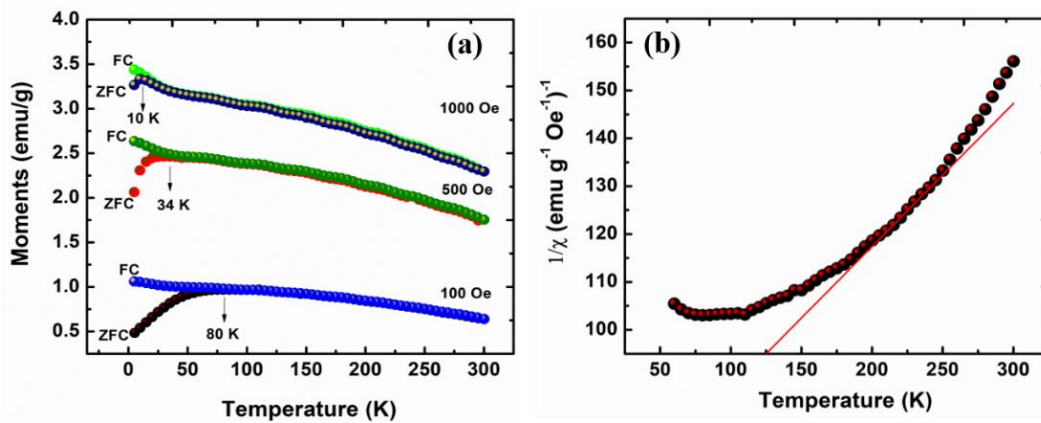 (a)
Moments (emu/g)
4.0
3.5
3.0
2.5
2.0
1.5
1.0
0.5
FC
ZFC
10 K
1000 Oe
FC
ZFC
34 K
500 Oe
FC
ZFC
80 K
100 Oe
0 50 100 150 200 250 300
Temperature (K)
(b)
1/χ (emu g⁻¹ Oe⁻¹)⁻¹
160
150
140
130
120
110
100
50 100 150 200 250 300
Temperature (K)